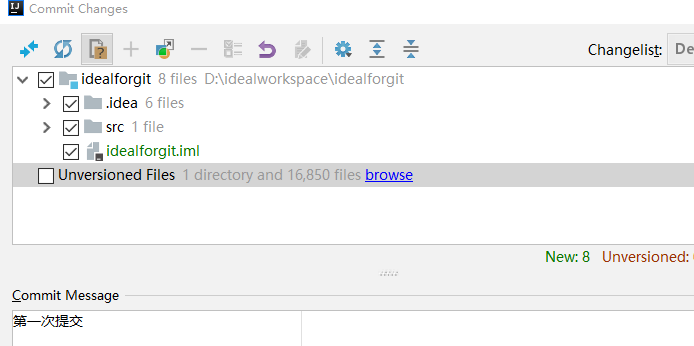 Commit Changes
Changelist: De
idealforgit 8 files D:\idealworkspace\idealforgit
.idea 6 files
src 1 file
idealforgit.iml
Unversioned Files 1 directory and 16,850 files browse
New: 8 Unversioned:
Commit Message
第一次提交